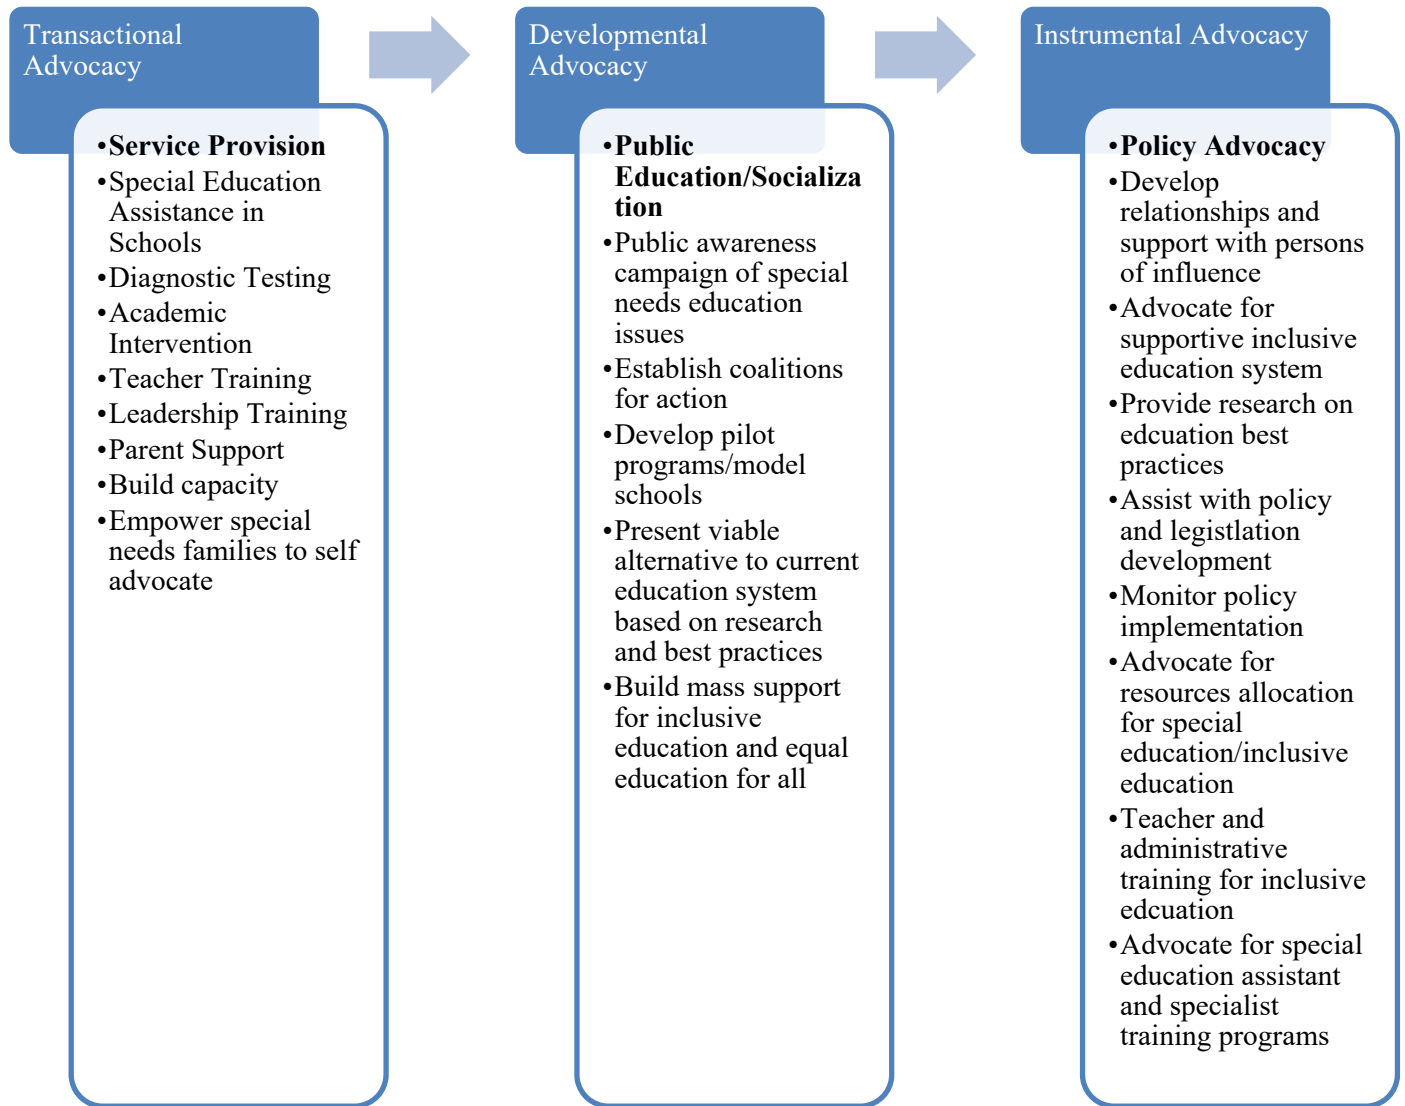 Transactional
Advocacy
•Service Provision
•Special Education
Assistance in
Schools
•Diagnostic Testing
•Academic
Intervention
•Teacher Training
•Leadership Training
•Parent Support
•Build capacity
•Empower special
needs families to self
advocate
Developmental
Advocacy
•Public
Education/Socializa
tion
•Public awareness
campaign of special
needs education
issues
•Establish coalitions
for action
•Develop pilot
programs/model
schools
•Present viable
alternative to current
education system
based on research
and best practices
•Build mass support
for inclusive
education and equal
education for all
Instrumental Advocacy
•Policy Advocacy
•Develop
relationships and
support with persons
of influence
•Advocate for
supportive inclusive
education system
•Provide research on
edcuation best
practices
•Assist with policy
and legistlation
development
•Monitor policy
implementation
•Advocate for
resources allocation
for special
education/inclusive
education
•Teacher and
administrative
training for inclusive
edcuation
•Advocate for special
education assistant
and specialist
training programs